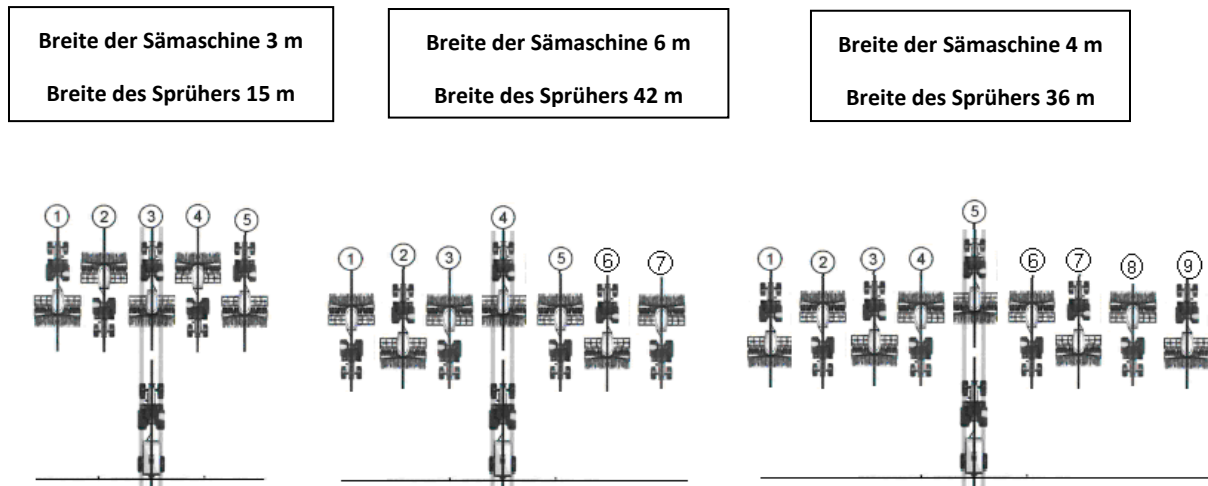 Breite der Sämaschine 3 m
Breite des Sprühers 15 m
Breite der Sämaschine 6 m
Breite des Sprühers 42 m
Breite der Sämaschine 4 m
Breite des Sprühers 36 m
1 2 3 4 5
1 2 3 4 5 6 7
1 2 3 4 5 6 7 8 9